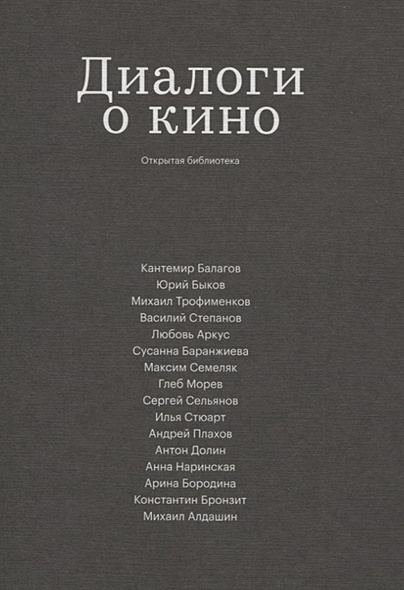 Диалоги
о кино
Открытая библиотека
Кантемир Балагов
Юрий Быков
Михаил Трофименков
Василий Степанов
Любовь Аркус
Сусанна Баранжиева
Максим Семеляк
Глеб Морев
Сергей Сельянов
Илья Стюарт
Андрей Плахов
Антон Долин
Анна Наринская
Арина Бородина
Константин Бронзит
Михаил Алдашин